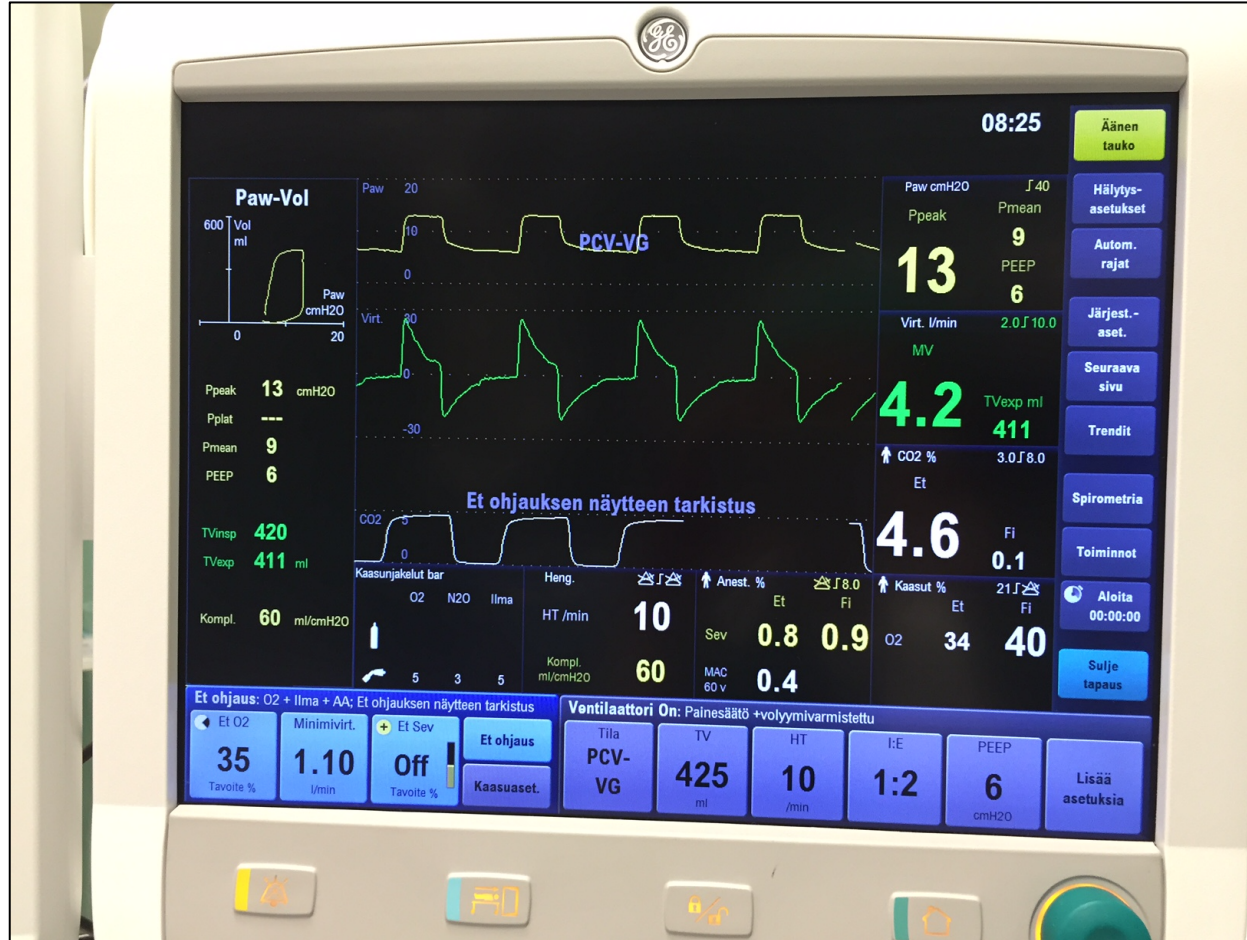 GE
08:25
Äänen
tauko
Paw-Vol
600
Vol
ml
Paw
cmH2O
0
20
Ppeak 13 cmH2O
Pplat ---
Pmean 9
PEEP 6
TVinsp 420
TVexp 411 ml
Kompl. 60 ml/cmH2O
Paw 20
10
PCV-VG
0
Virt. 30
0
-30
Et ohjauksen näytteen tarkistus
CO2 5
0
Paw cmH2O 40
Ppeak
Pmean
13
9
PEEP
6
Virt. l/min 2.0 10.0
MV
4.2
TVexp ml
411
CO2 % 3.0 8.0
Et
4.6
Fi
0.1
Hälytys-
asetukset
Autom.
rajat
Järjest.-
aset.
Seuraava
sivu
Trendit
Spirometria
Toiminnot
Aloita
00:00:00
Sulje
tapaus
Kaasunjakelut bar
O2 N2O Ilma
5 3 5
Heng.
HT /min 10
Kompl.
ml/cmH2O
60
Anest. % 8.0
Et Fi
Sev 0.8 0.9
MAC
60 v
0.4
Kaasut % 21
Et Fi
O2 34 40
Et ohjaus: O2 + Ilma + AA; Et ohjauksen näytteen tarkistus
Et O2
35
Tavoite %
Minimivirt.
1.10
l/min
Et Sev
Off
Tavoite %
Et ohjaus
Kaasuaset.
Ventilaattori On: Painesäätö +volyymivarmistettu
Tila
PCV-
VG
TV
425
ml
HT
10
/min
I:E
1:2
PEEP
6
cmH2O
Lisää
asetuksia